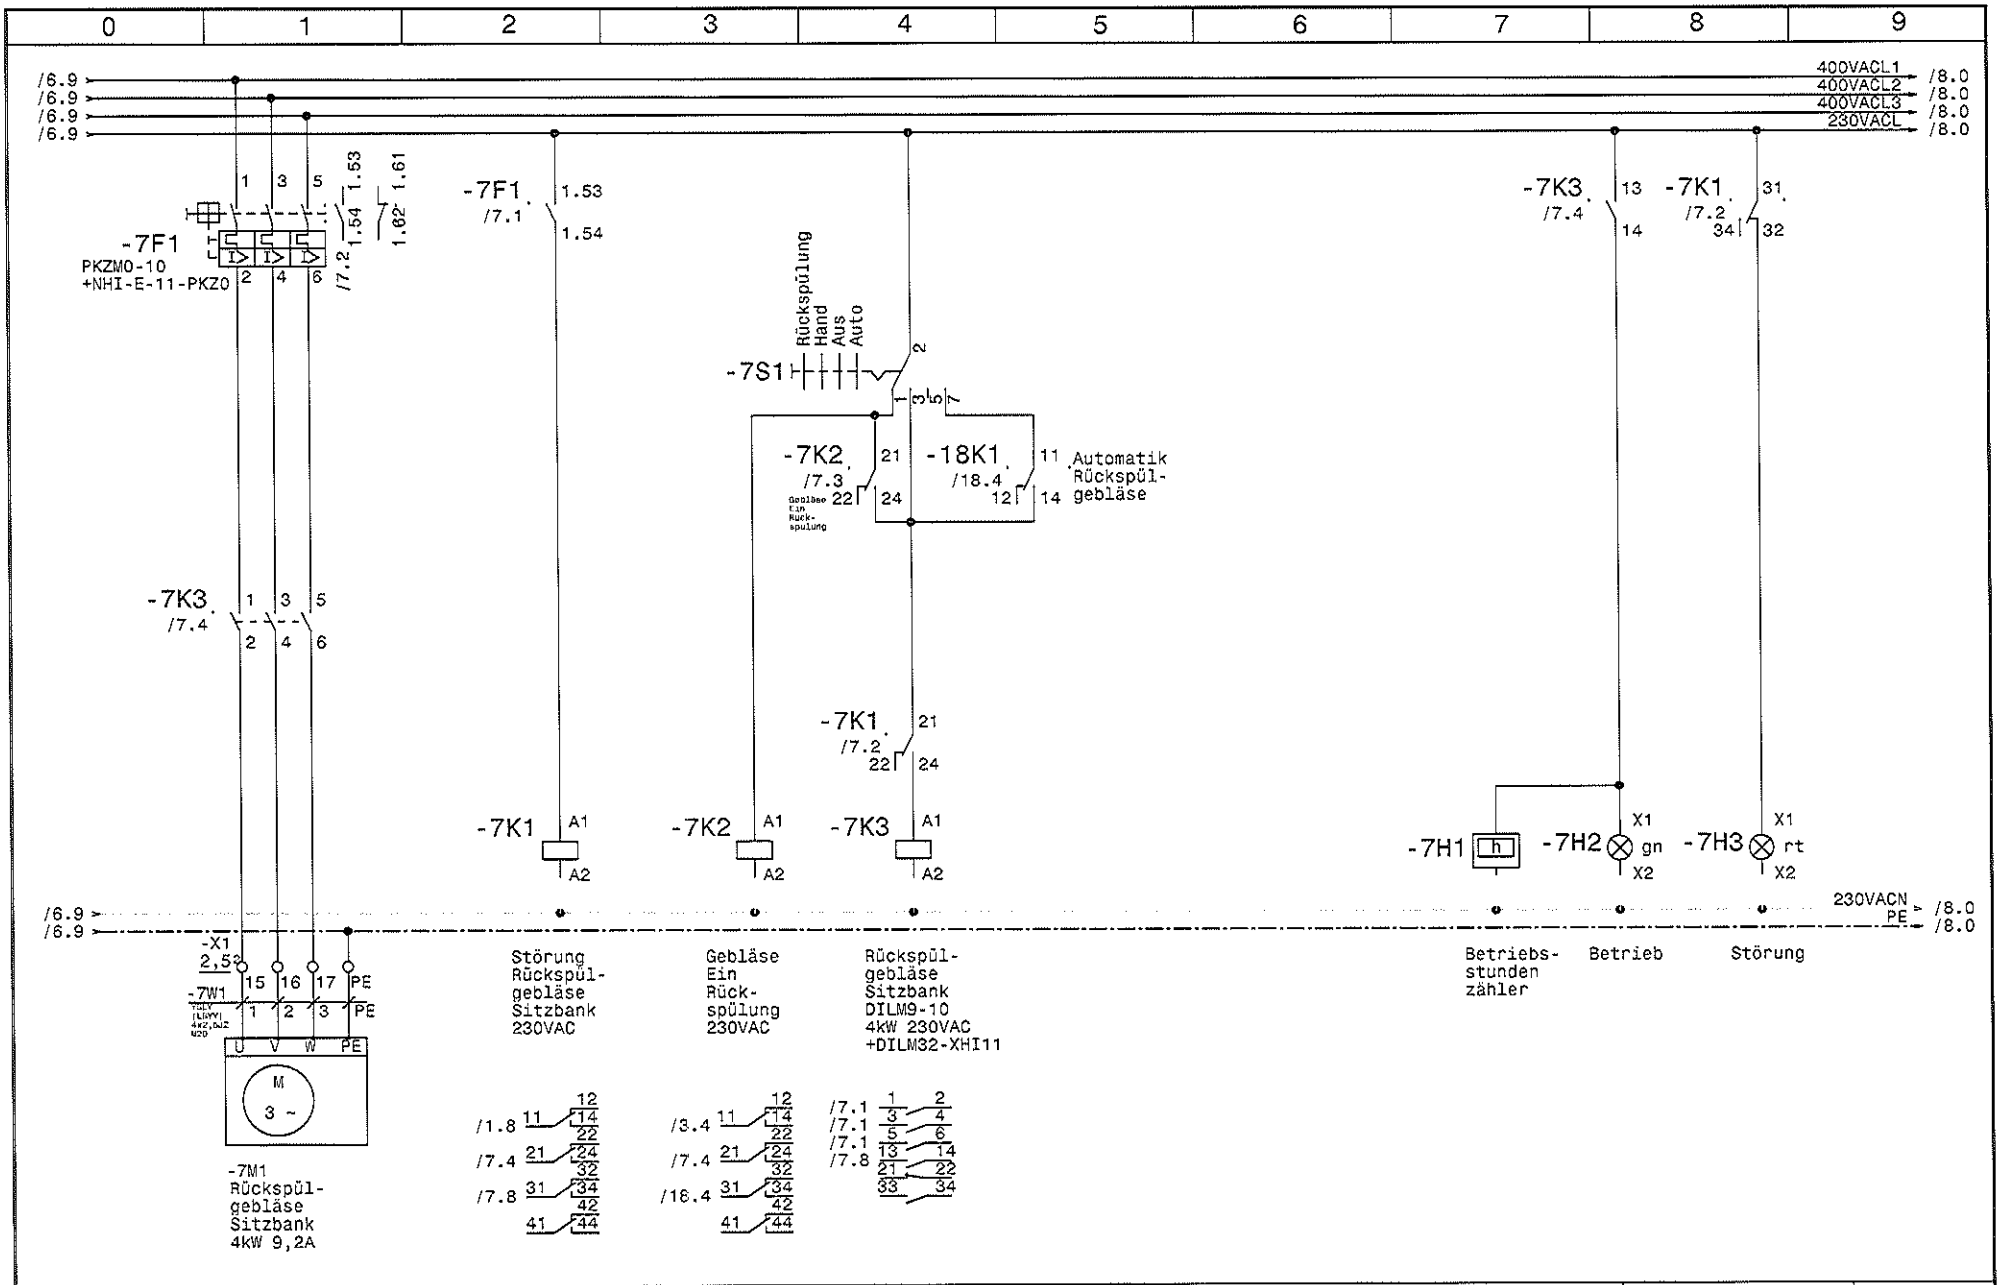 0 1 2 3 4 5 6 7 8 9
/6.9 400VACL1 /8.0
/6.9 400VACL2 /8.0
/6.9 400VACL3 /8.0
/6.9 230VACL /8.0
1 3 5
1.53 1.61
1.54 1.62
-7F1
PKZM0-10
+NHI-E-11-PKZ0
2 4 6
/7.2
-7F1
/7.1
1.53
1.54
-7K3
/7.4
13
14
-7K1
/7.2
31
34 32
Rückspülung
Hand
Aus
Auto
-7S1
2
1 3 5 7
-7K2
/7.3
21
22 24
Gebläse
Ein
Rück-
spülung
-18K1
/18.4
11
12 14
Automatik
Rückspül-
gebläse
-7K3
/7.4
1 3 5
2 4 6
-7K1
/7.2
21
22 24
-7K1 A1
A2
-7K2 A1
A2
-7K3 A1
A2
-7H1 h
-7H2 X1
gn
X2
-7H3 X1
rt
X2
/6.9 230VACN /8.0
/6.9 PE /8.0
-X1
2,5²
15 16 17 PE
-7W1
1 2 3 PE
U V W PE
M
3 ~
-7M1
Rückspül-
gebläse
Sitzbank
4kW 9,2A
Störung
Rückspül-
gebläse
Sitzbank
230VAC
Gebläse
Ein
Rück-
spülung
230VAC
Rückspül-
gebläse
Sitzbank
DILM9-10
4kW 230VAC
+DILM32-XHI11
Betriebs-
stunden
zähler
Betrieb
Störung
12
/1.8 11 14
22
/7.4 21 24
32
/7.8 31 34
42
41 44
12
/3.4 11 14
22
/7.4 21 24
32
/18.4 31 34
42
41 44
/7.1 1 2
/7.1 3 4
/7.1 5 6
/7.8 13 14
21 22
33 34